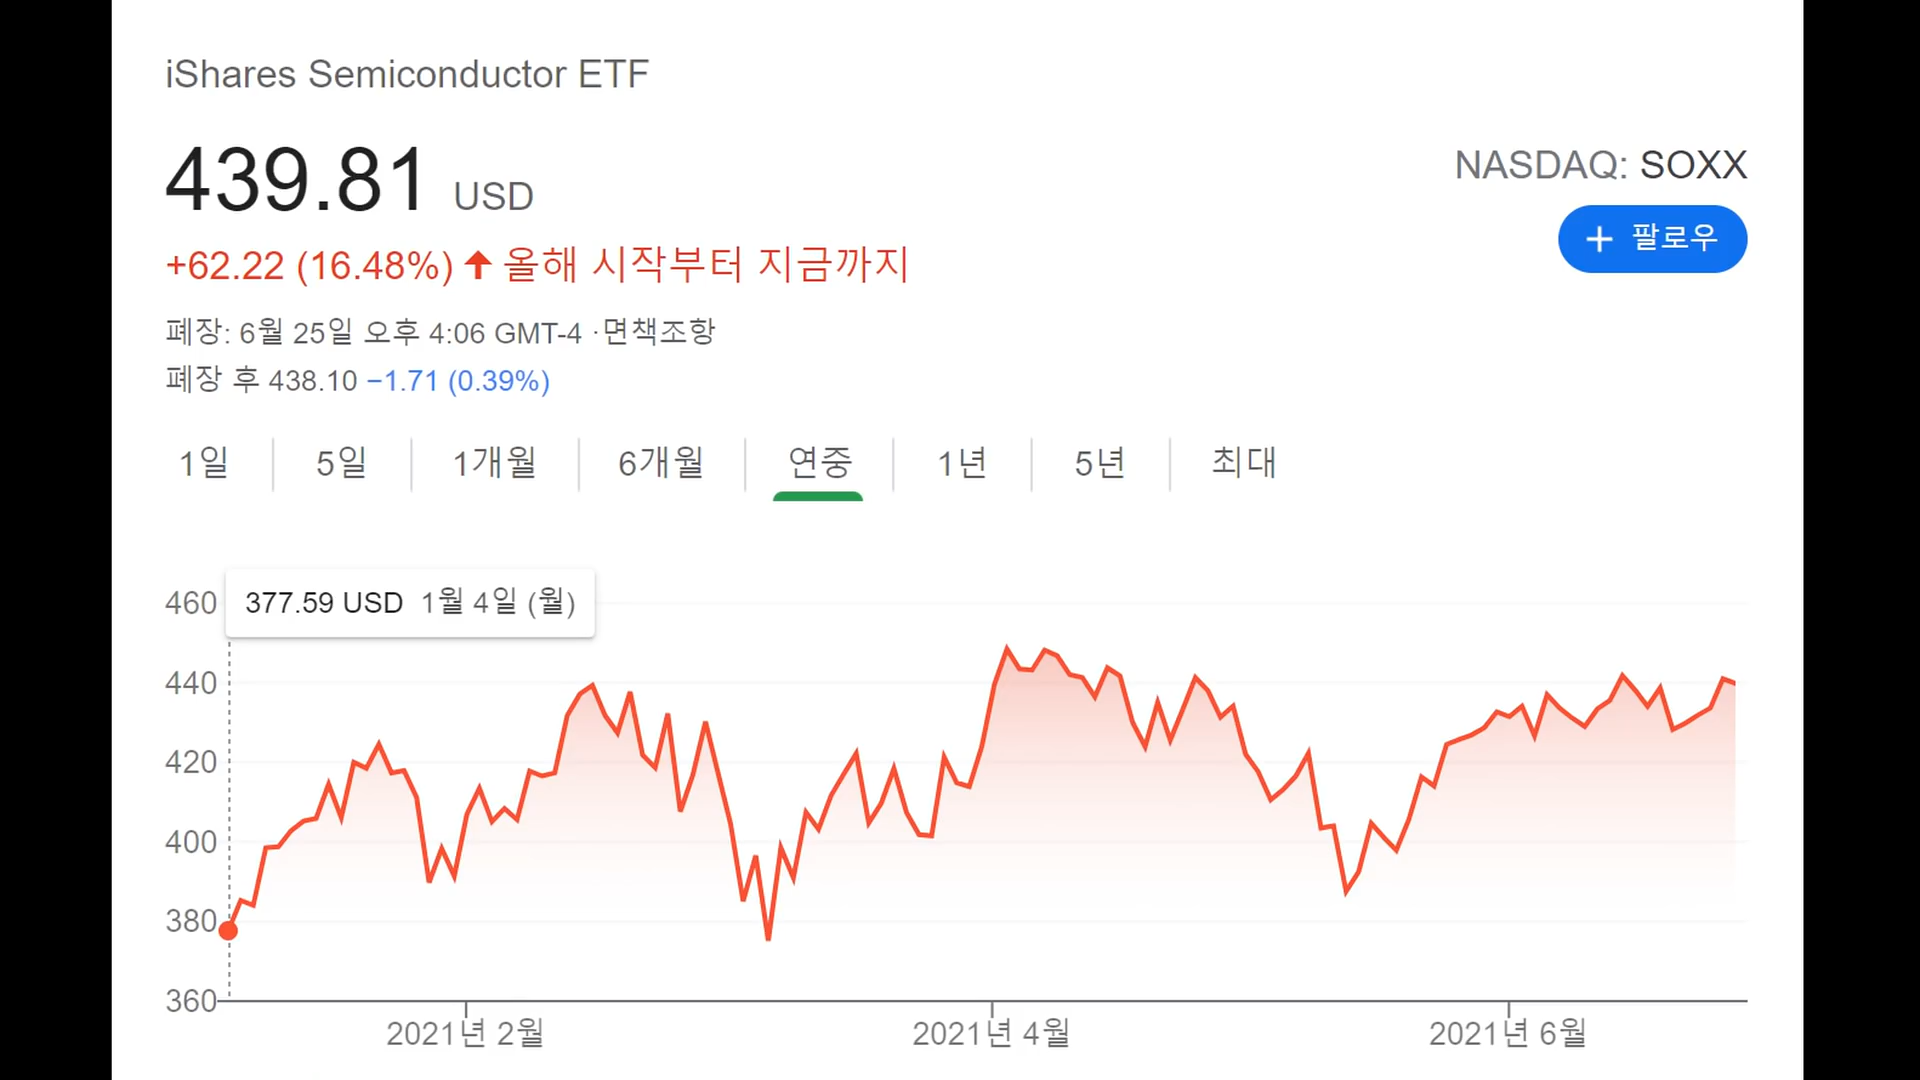 iShares Semiconductor ETF
439.81 USD
NASDAQ: SOXX
+ 팔로우
+62.22 (16.48%) ↑ 올해 시작부터 지금까지
폐장: 6월 25일 오후 4:06 GMT-4 ·면책조항
폐장 후 438.10 −1.71 (0.39%)
1일 5일 1개월 6개월 연중 1년 5년 최대
377.59 USD 1월 4일 (월)
460
440
420
400
380
360
2021년 2월 2021년 4월 2021년 6월